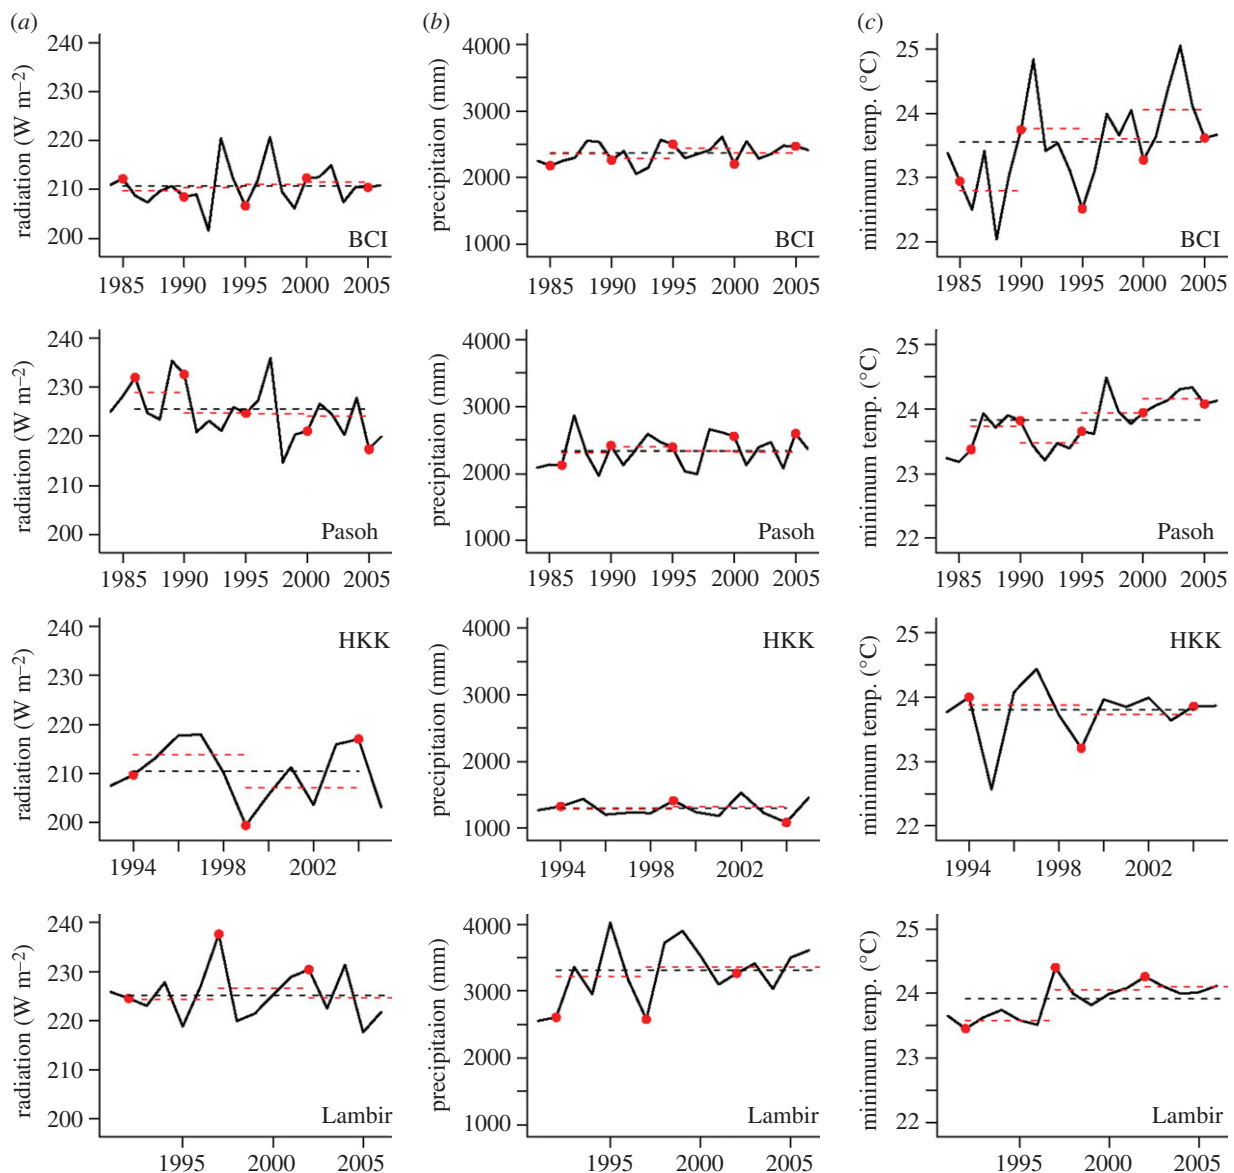 (a)
(b)
(c)
radiation (W m−2)
240
230
220
210
200
BCI
1985 1990 1995 2000 2005
precipitaion (mm)
4000
3000
2000
1000
BCI
1985 1990 1995 2000 2005
minimum temp. (°C)
25
24
23
22
BCI
1985 1990 1995 2000 2005
radiation (W m−2)
240
230
220
210
200
Pasoh
1985 1990 1995 2000 2005
precipitaion (mm)
4000
3000
2000
1000
Pasoh
1985 1990 1995 2000 2005
minimum temp. (°C)
25
24
23
22
Pasoh
1985 1990 1995 2000 2005
radiation (W m−2)
240
230
220
210
200
HKK
1994 1998 2002
precipitaion (mm)
4000
3000
2000
1000
HKK
1994 1998 2002
minimum temp. (°C)
25
24
23
22
HKK
1994 1998 2002
radiation (W m−2)
240
230
220
210
200
Lambir
1995 2000 2005
precipitaion (mm)
4000
3000
2000
1000
Lambir
1995 2000 2005
minimum temp. (°C)
25
24
23
22
Lambir
1995 2000 2005